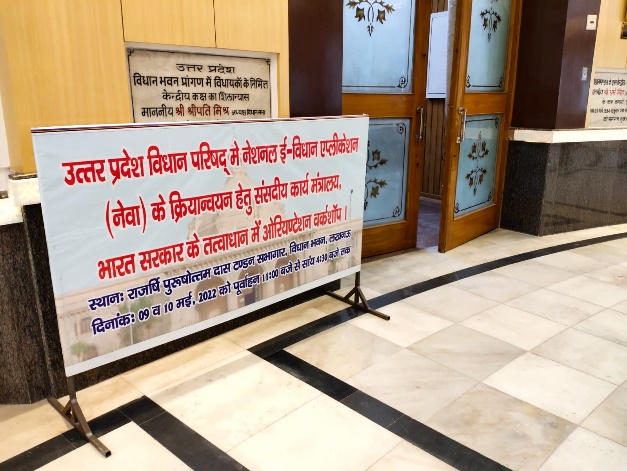 उत्तर प्रदेश
विधान भवन प्रांगण में विधायकों के निमित्त
केन्द्रीय कक्ष का शिलान्यास
माननीय श्री श्रीपति मिश्र
उत्तर प्रदेश विधान परिषद् मे नेशनल ई-विधान एप्लीकेशन
(नेवा) के क्रियान्वयन हेतु संसदीय कार्य मंत्रालय,
भारत सरकार के तत्वाधान में ओरियण्टेशन वर्कशॉप ।
स्थानः राजर्षि पुरूषोत्तम दास टण्डन सभागार, विधान भवन, लखनऊ
दिनांकः 09 व 10 मई, 2022 को पूर्वाहन 11:00 बजे से सांय 4:30 बजे तक